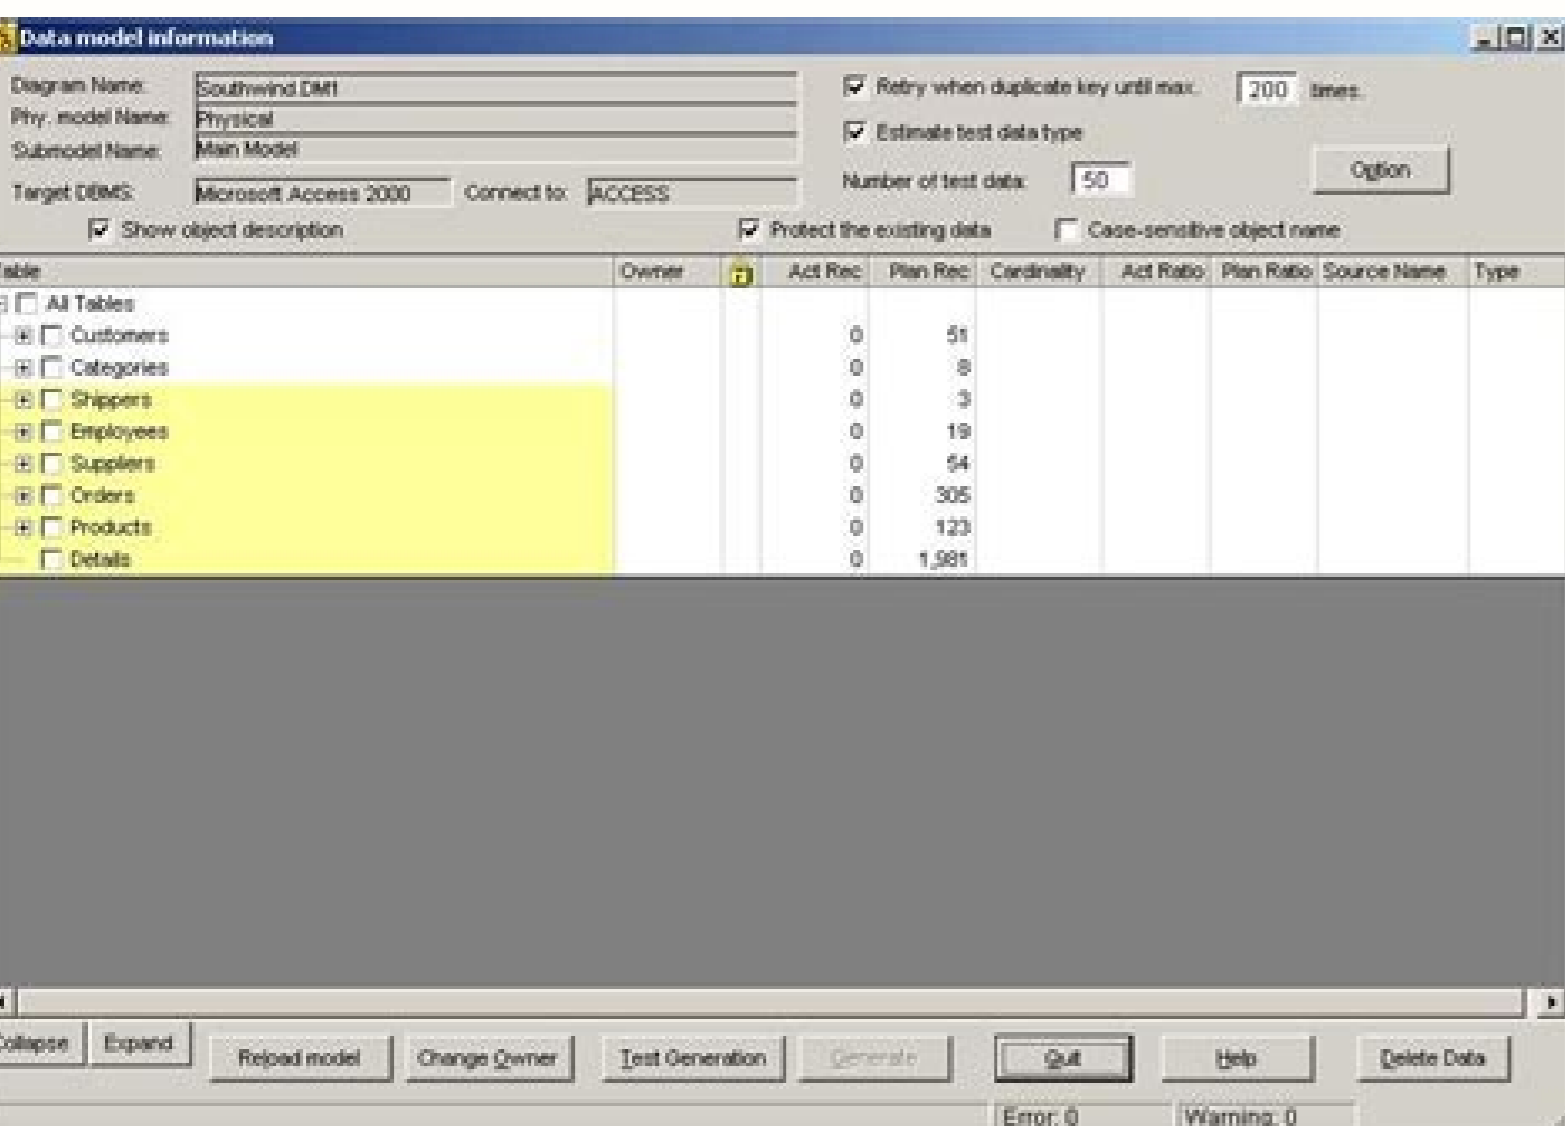 Data model information
Diagram Name: Southwind.DM1
Phy. model Name: Physical
Submodel Name: Main Model
Target DBMS: Microsoft Access 2000 Connect to: ACCESS
Retry when duplicate key until max. 200 times.
Estimate test data type
Number of test data: 50
Option
Show object description Protect the existing data Case-sensitive object name
Table Owner Act Rec Plan Rec Cardinality Act Ratio Plan Ratio Source Name Type
All Tables
Customers 0 51
Categories 0 8
Shippers 0 3
Employees 0 19
Suppliers 0 54
Orders 0 305
Products 0 123
Details 0 1,981
Collapse Expand Reload model Change Owner Test Generation Generate Quit Help Delete Data
Error: 0 Warning: 0